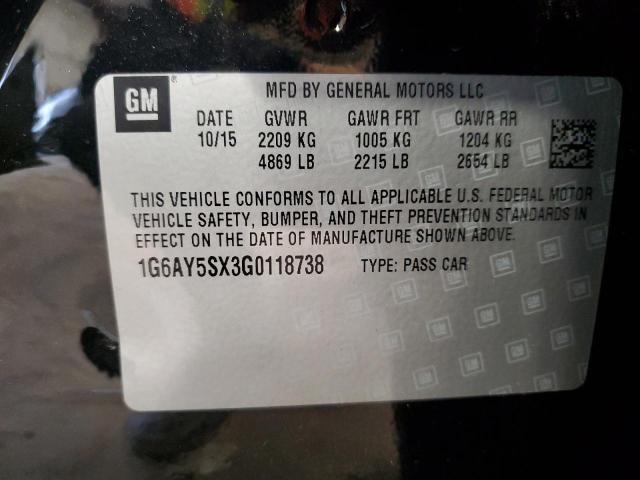 GM ® MFD BY GENERAL MOTORS LLC
DATE GVWR GAWR FRT GAWR RR
10/15 2209 KG 1005 KG 1204 KG
4869 LB 2215 LB 2654 LB
THIS VEHICLE CONFORMS TO ALL APPLICABLE U.S. FEDERAL MOTOR
VEHICLE SAFETY, BUMPER, AND THEFT PREVENTION STANDARDS IN
EFFECT ON THE DATE OF MANUFACTURE SHOWN ABOVE.
1G6AY5SX3G0118738 TYPE: PASS CAR